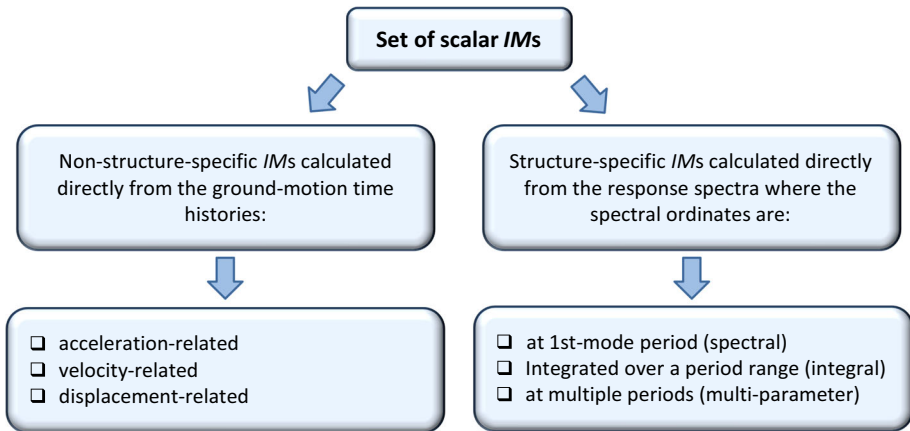 Set of scalar IMs
Non-structure-specific IMs calculated
directly from the ground-motion time
histories:
Structure-specific IMs calculated directly
from the response spectra where the
spectral ordinates are:
❑ acceleration-related
❑ velocity-related
❑ displacement-related
❑ at 1st-mode period (spectral)
❑ Integrated over a period range (integral)
❑ at multiple periods (multi-parameter)